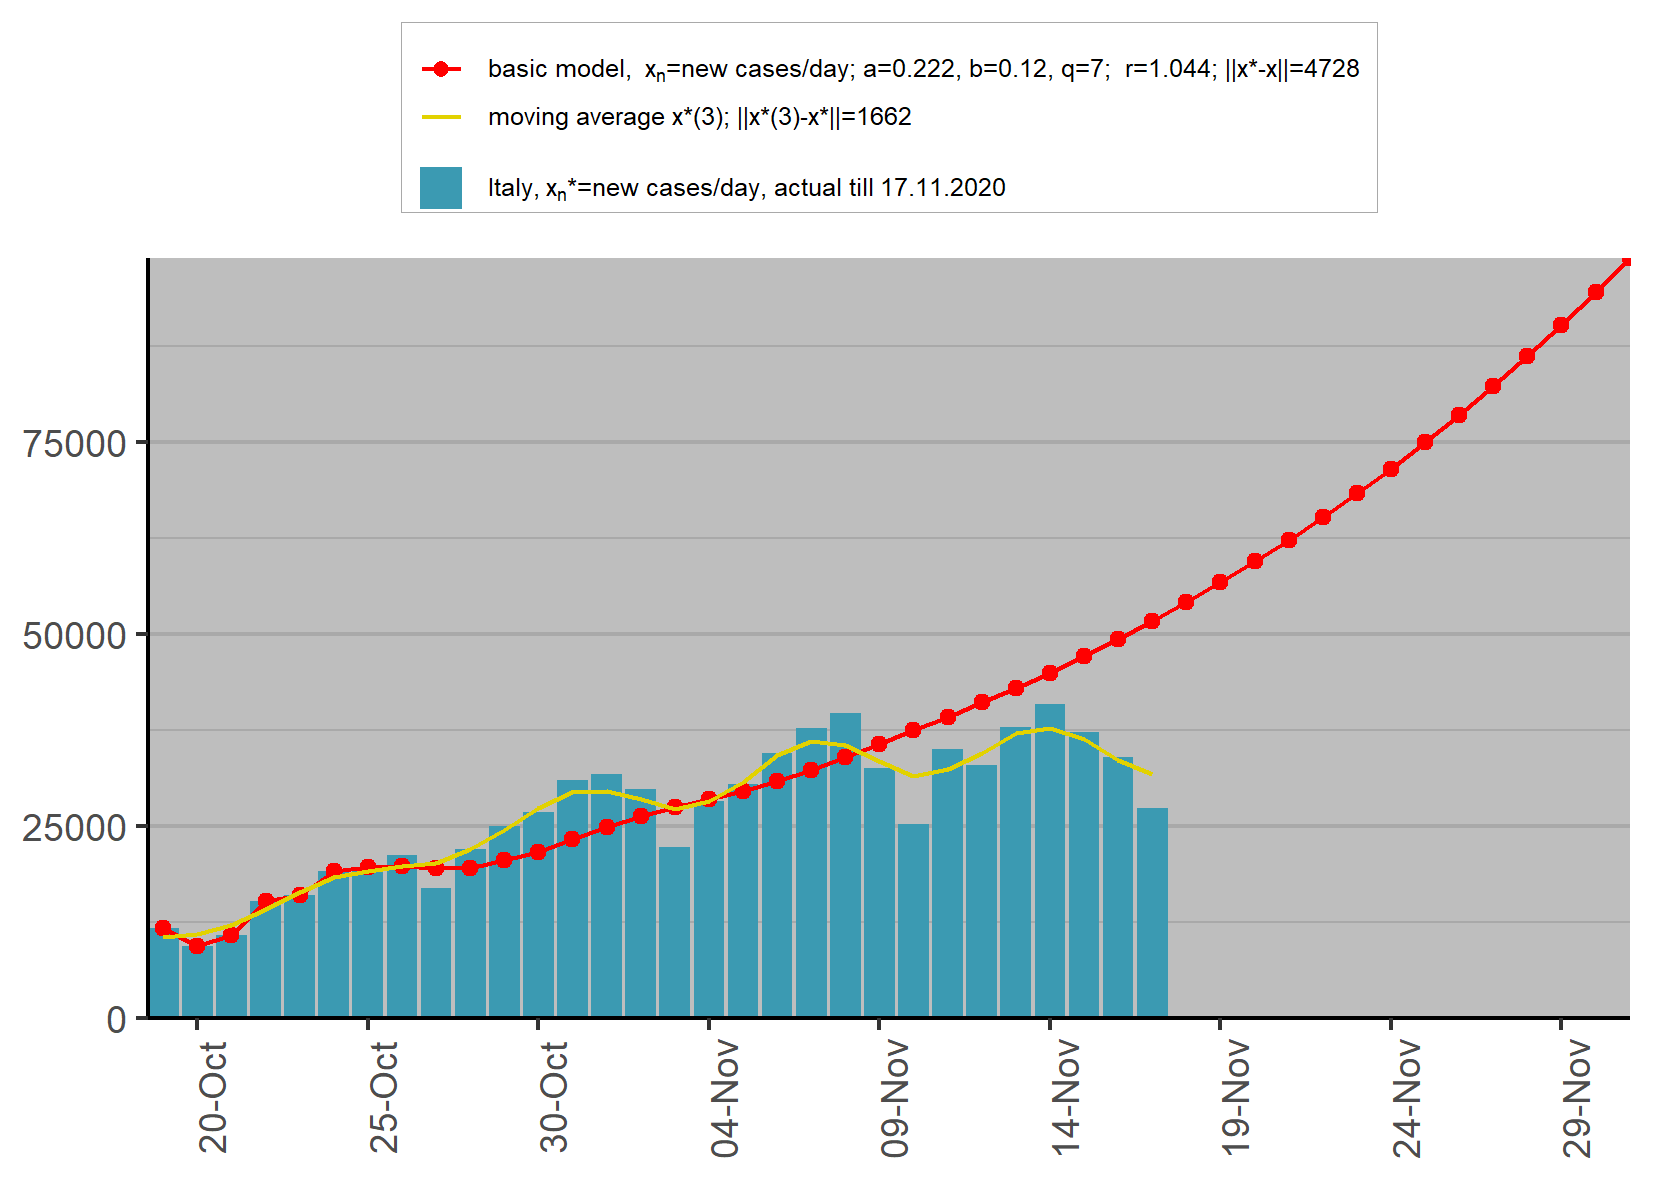 basic model,  xn=new cases/day; a=0.222, b=0.12, q=7;  r=1.044; ||x*-x||=4728
moving average x*(3); ||x*(3)-x*||=1662
Italy, xn*=new cases/day, actual till 17.11.2020
75000
50000
25000
0
20-Oct
25-Oct
30-Oct
04-Nov
09-Nov
14-Nov
19-Nov
24-Nov
29-Nov